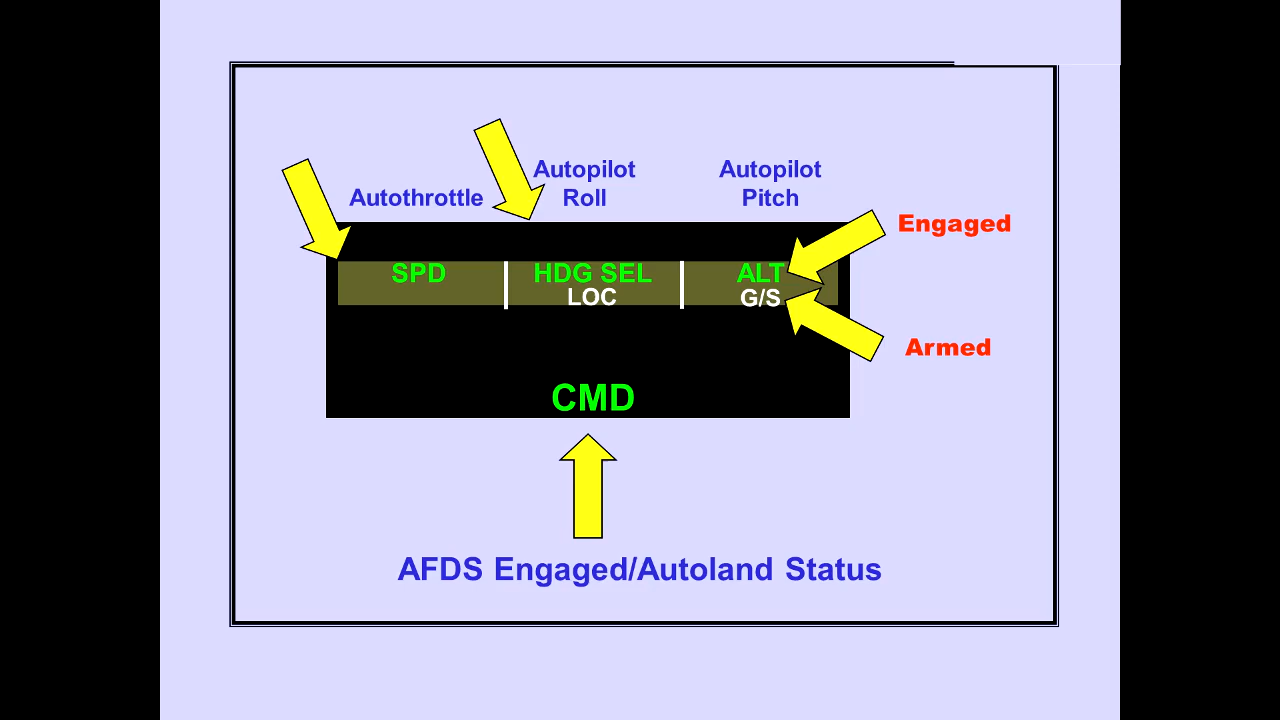 Autothrottle
Autopilot
Roll
Autopilot
Pitch
Engaged
SPD
HDG SEL
LOC
ALT
G/S
Armed
CMD
AFDS Engaged/Autoland Status